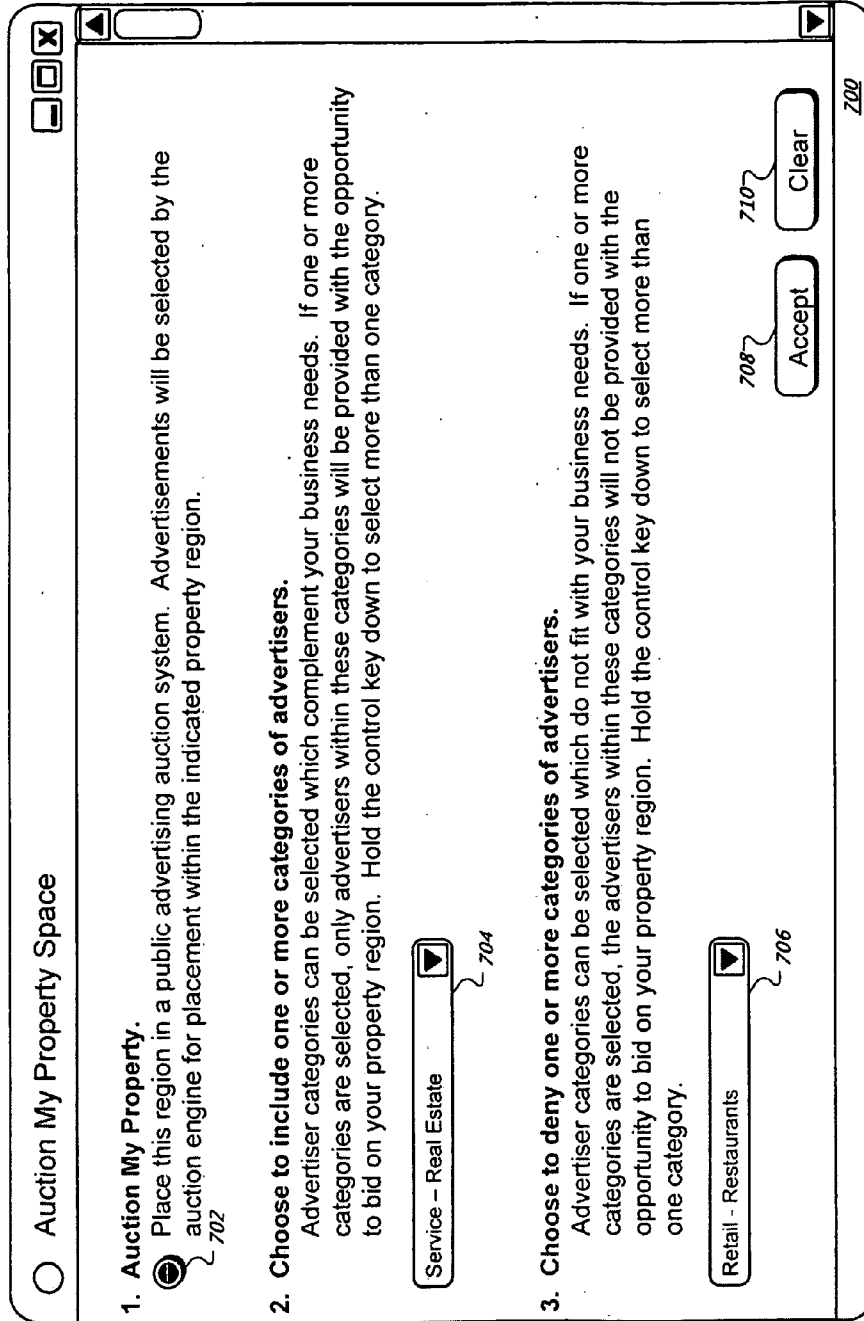 Auction My Property Space
1. Auction My Property.
Place this region in a public advertising auction system. Advertisements will be selected by the
auction engine for placement within the indicated property region.
702
2. Choose to include one or more categories of advertisers.
Advertiser categories can be selected which complement your business needs. If one or more
categories are selected, only advertisers within these categories will be provided with the opportunity
to bid on your property region. Hold the control key down to select more than one category.
Service – Real Estate
704
3. Choose to deny one or more categories of advertisers.
Advertiser categories can be selected which do not fit with your business needs. If one or more
categories are selected, the advertisers within these categories will not be provided with the
opportunity to bid on your property region. Hold the control key down to select more than
one category.
Retail - Restaurants
706
708
Accept
710
Clear
700